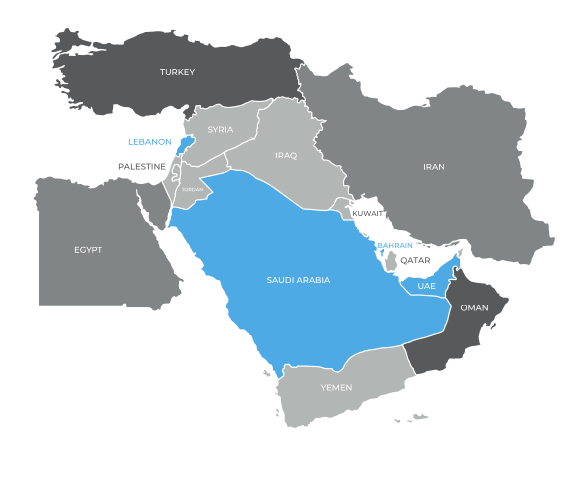 TURKEY
SYRIA
LEBANON
IRAQ
PALESTINE
IRAN
JORDAN
KUWAIT
BAHRAIN
EGYPT
QATAR
SAUDI ARABIA
UAE
OMAN
YEMEN